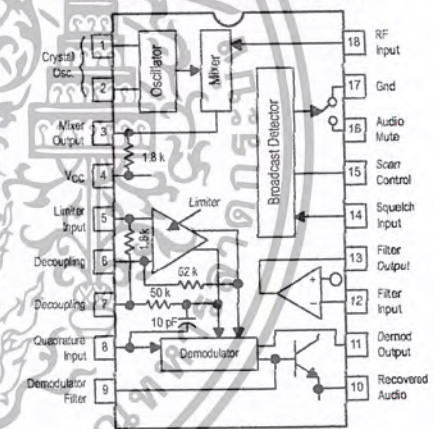 1
Crystal
Osc.
2
Mixer
Output
3
VCC
4
Limiter
Input
5
Decoupling
6
Decoupling
7
Quadrature
Input
8
Demodulator
Filter
9
Oscillator
Mixer
1.8 k
Limiter
1.8k
62 k
50 k
10 pF
Demodulator
Broadcast Detector
18
RF
Input
17
Gnd
16
Audio
Mute
15
Scan
Control
14
Squelch
Input
13
Filter
Output
12
Filter
Input
11
Demod
Output
10
Recovered
Audio
+
−